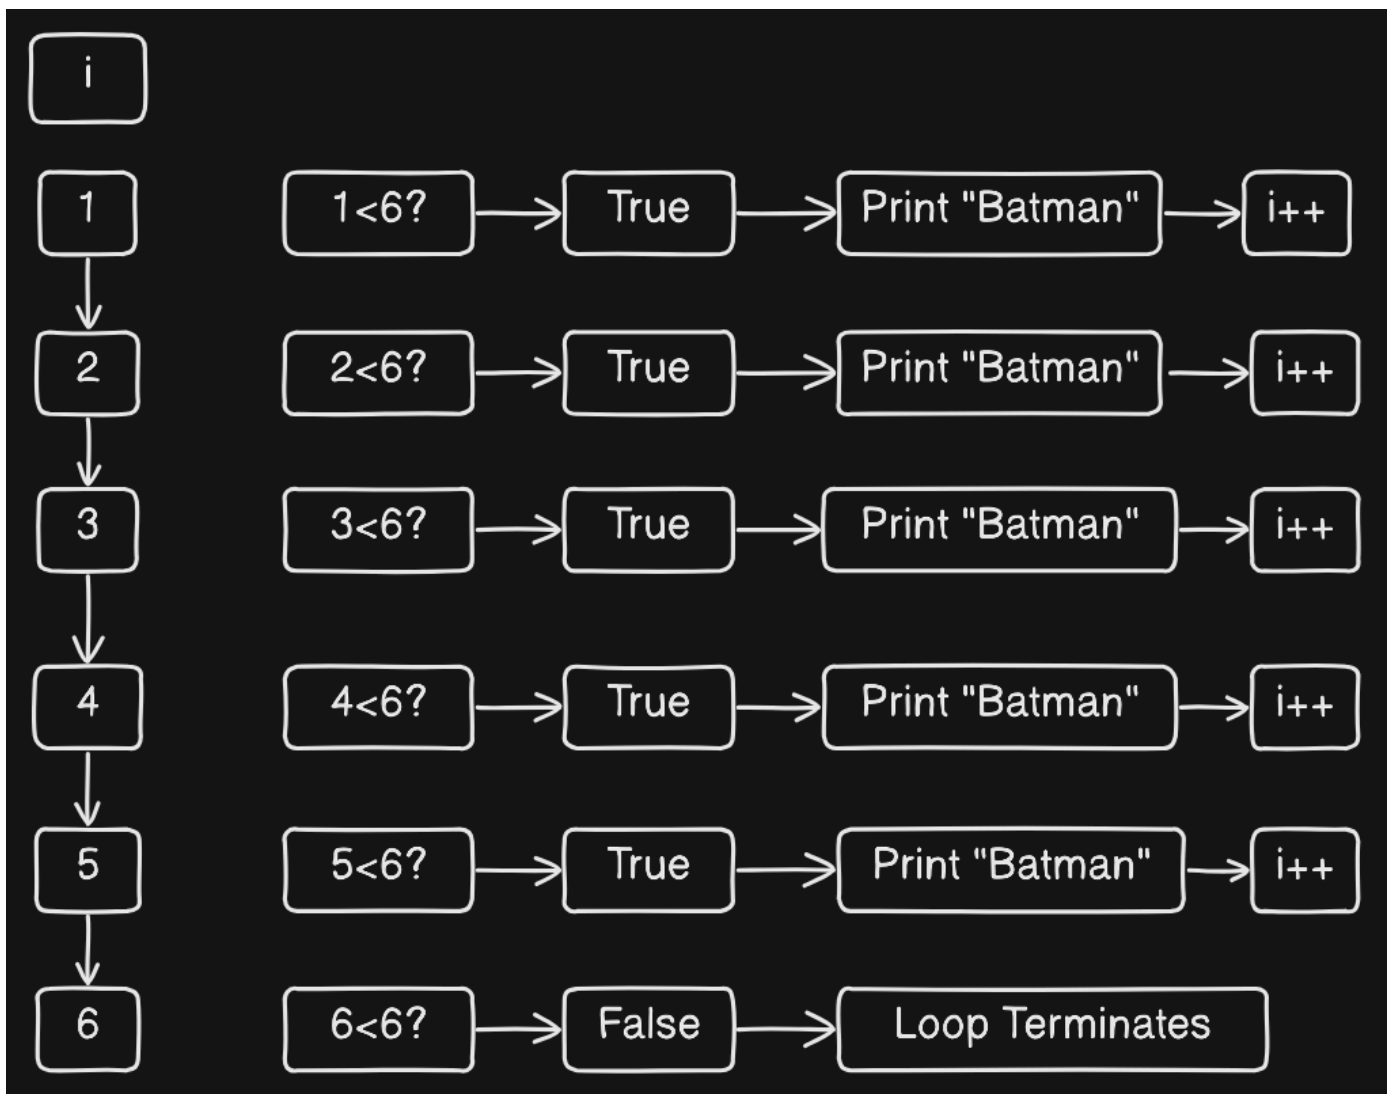 i
1 1<6? True Print "Batman" i++
2 2<6? True Print "Batman" i++
3 3<6? True Print "Batman" i++
4 4<6? True Print "Batman" i++
5 5<6? True Print "Batman" i++
6 6<6? False Loop Terminates